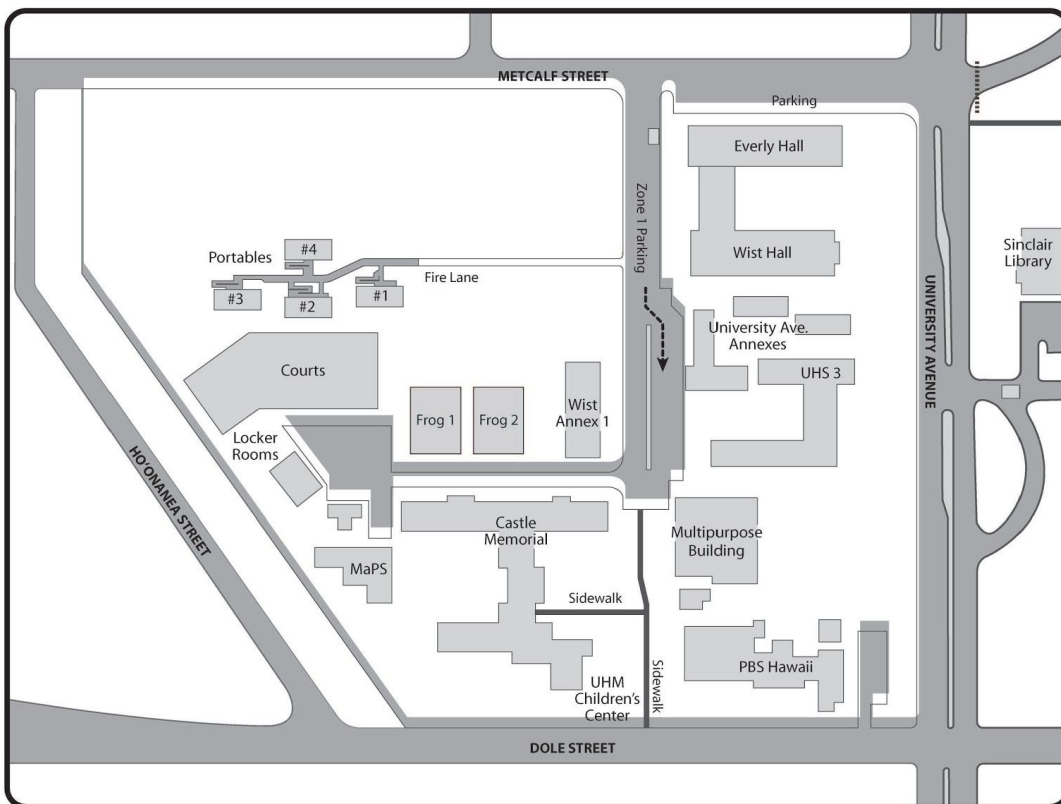 METCALF STREET
Parking
Everly Hall
Zone 1 Parking
Wist Hall
Sinclair
Library
#4
Portables
Fire Lane
#3
#2
#1
University Ave.
Annexes
UNIVERSITY AVENUE
Courts
UHS 3
Frog 1
Frog 2
Wist
Annex 1
Locker
Rooms
HO'ONANEA STREET
Castle
Memorial
Multipurpose
Building
MaPS
Sidewalk
Sidewalk
PBS Hawaii
UHM
Children's
Center
DOLE STREET